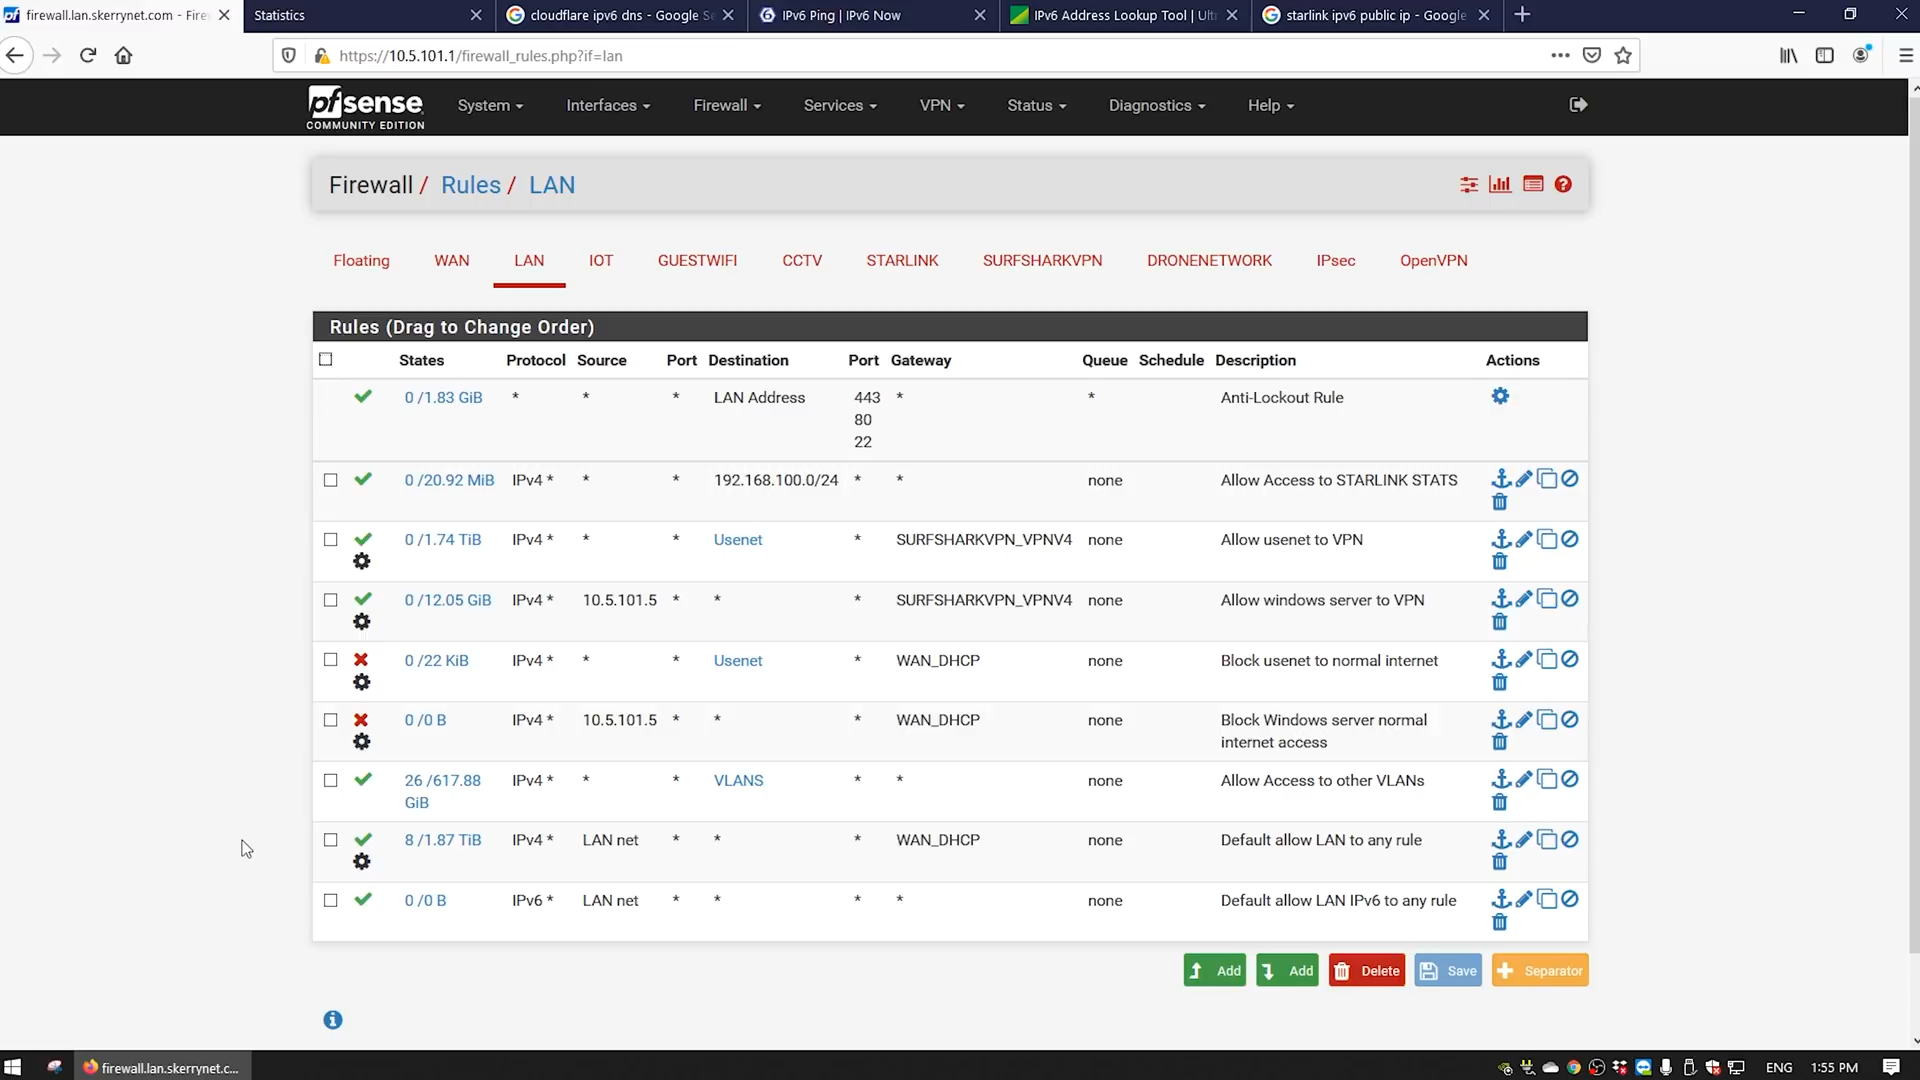 firewall.lan.skerrynet.com - Fire
Statistics
cloudflare ipv6 dns - Google Se
IPv6 Ping | IPv6 Now
IPv6 Address Lookup Tool | Ult
starlink ipv6 public ip - Google
https://10.5.101.1/firewall_rules.php?if=lan
pfsense
COMMUNITY EDITION
System
Interfaces
Firewall
Services
VPN
Status
Diagnostics
Help
Firewall / Rules / LAN
Floating
WAN
LAN
IOT
GUESTWIFI
CCTV
STARLINK
SURFSHARKVPN
DRONENETWORK
IPsec
OpenVPN
Rules (Drag to Change Order)
States Protocol Source Port Destination Port Gateway Queue Schedule Description Actions
0 /1.83 GiB * * * LAN Address 443 * * Anti-Lockout Rule
80
22
0 /20.92 MiB IPv4 * * * 192.168.100.0/24 * * none Allow Access to STARLINK STATS
0 /1.74 TiB IPv4 * * * Usenet * SURFSHARKVPN_VPNV4 none Allow usenet to VPN
0 /12.05 GiB IPv4 * 10.5.101.5 * * * SURFSHARKVPN_VPNV4 none Allow windows server to VPN
0 /22 KiB IPv4 * * * Usenet * WAN_DHCP none Block usenet to normal internet
0 /0 B IPv4 * 10.5.101.5 * * * WAN_DHCP none Block Windows server normal
internet access
26 /617.88 IPv4 * * * VLANS * * none Allow Access to other VLANs
GiB
8 /1.87 TiB IPv4 * LAN net * * * WAN_DHCP none Default allow LAN to any rule
0 /0 B IPv6 * LAN net * * * * none Default allow LAN IPv6 to any rule
Add
Add
Delete
Save
Separator
firewall.lan.skerrynet.c...
ENG
1:55 PM